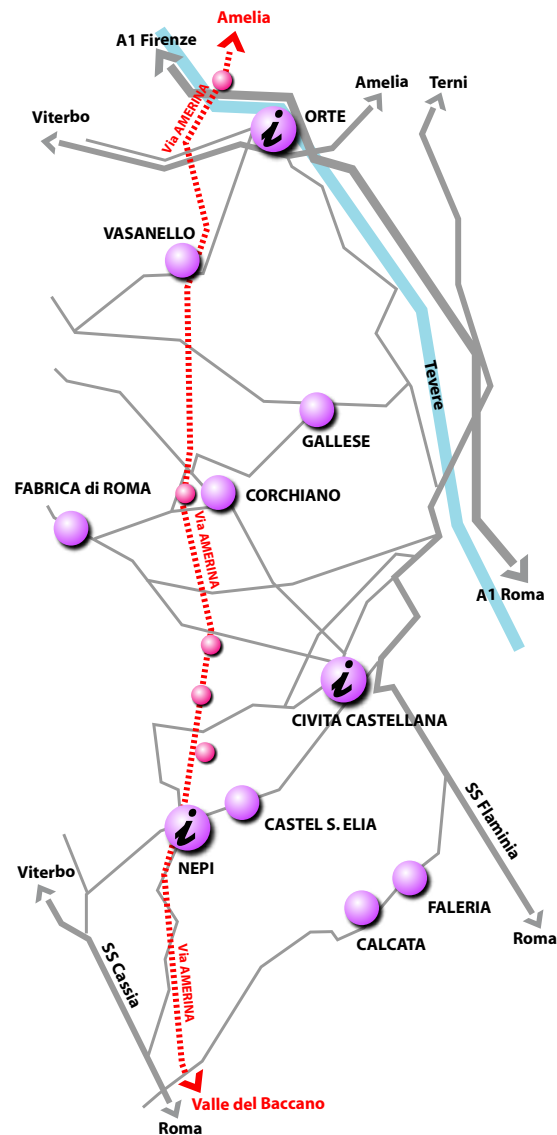 Amelia
A1 Firenze
Amelia
Terni
Viterbo
Via AMERINA
i
ORTE
VASANELLO
Tevere
GALLESE
FABRICA di ROMA
CORCHIANO
Via AMERINA
A1 Roma
i
CIVITA CASTELLANA
SS Flaminia
i
CASTEL S. ELIA
NEPI
Viterbo
FALERIA
CALCATA
Roma
SS Cassia
Via AMERINA
Valle del Baccano
Roma